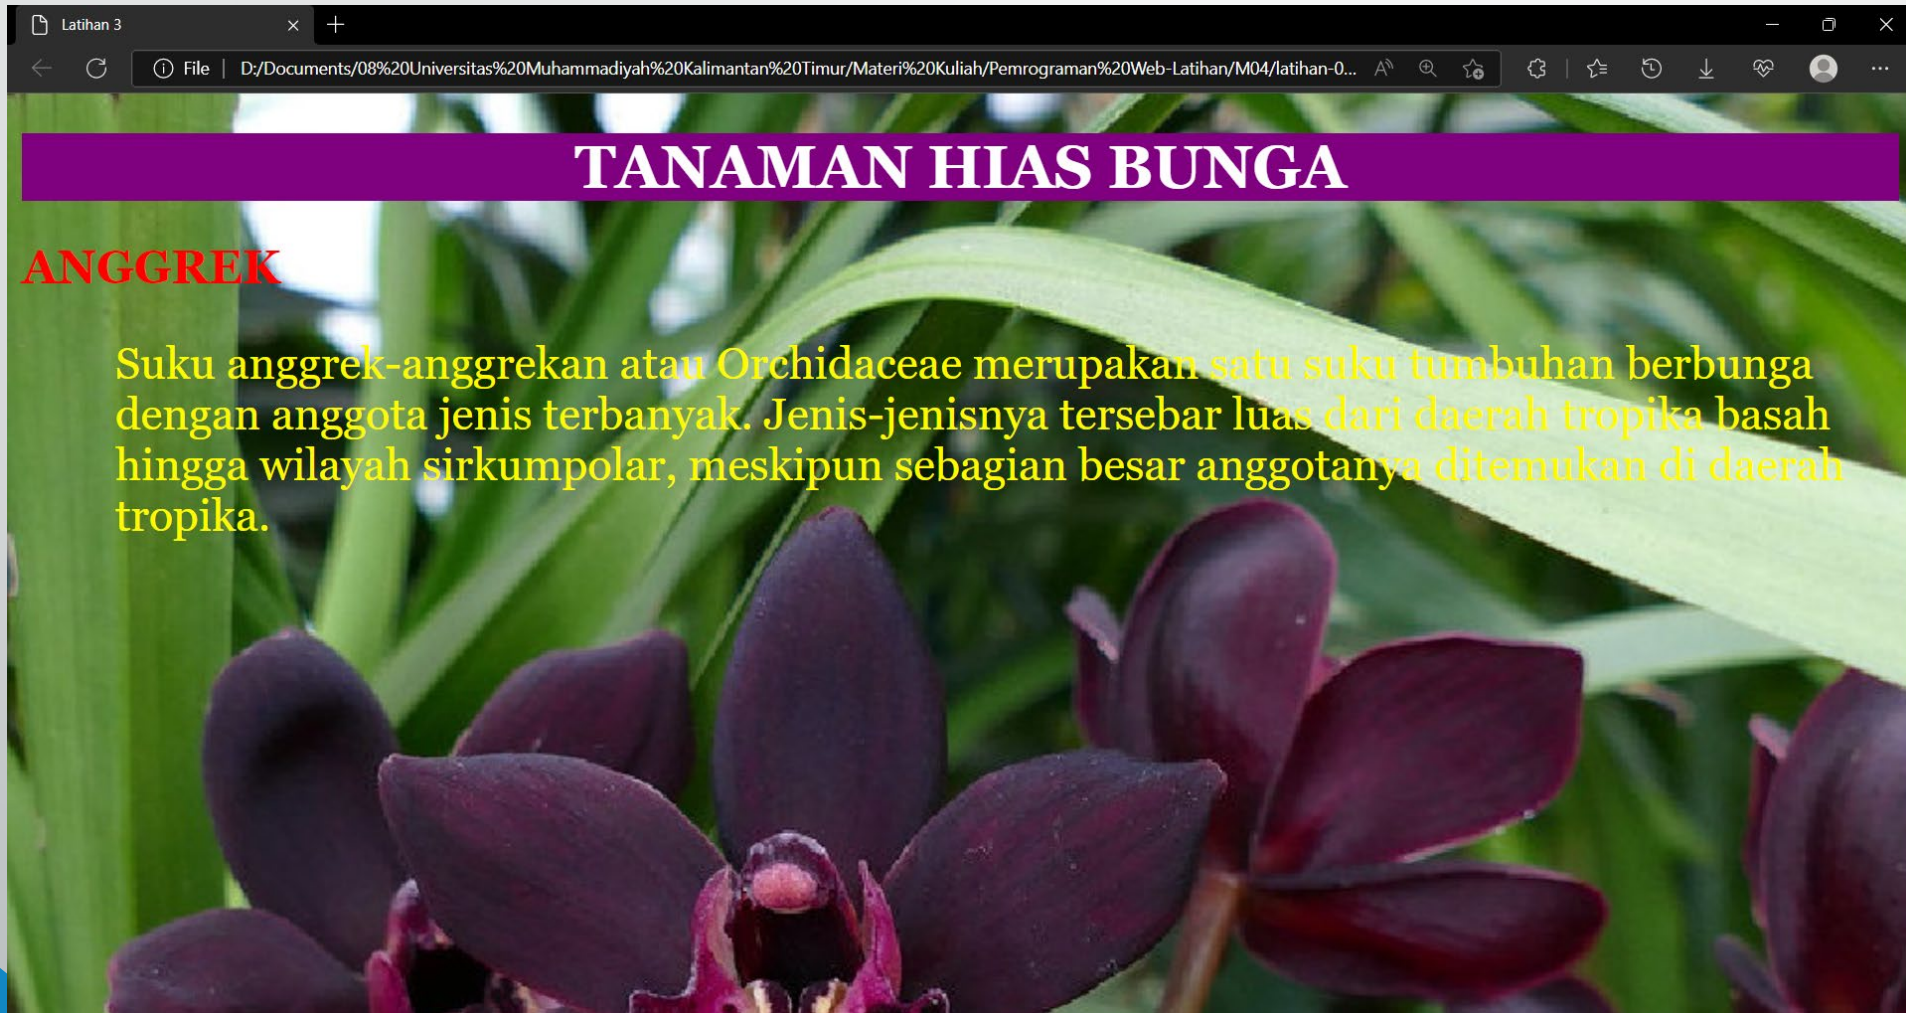 Latihan 3
File | D:/Documents/08%20Universitas%20Muhammadiyah%20Kalimantan%20Timur/Materi%20Kuliah/Pemrograman%20Web-Latihan/M04/latihan-0...
TANAMAN HIAS BUNGA
ANGGREK
Suku anggrek-anggrekan atau Orchidaceae merupakan satu suku tumbuhan berbunga
dengan anggota jenis terbanyak. Jenis-jenisnya tersebar luas dari daerah tropika basah
hingga wilayah sirkumpolar, meskipun sebagian besar anggotanya ditemukan di daerah
tropika.